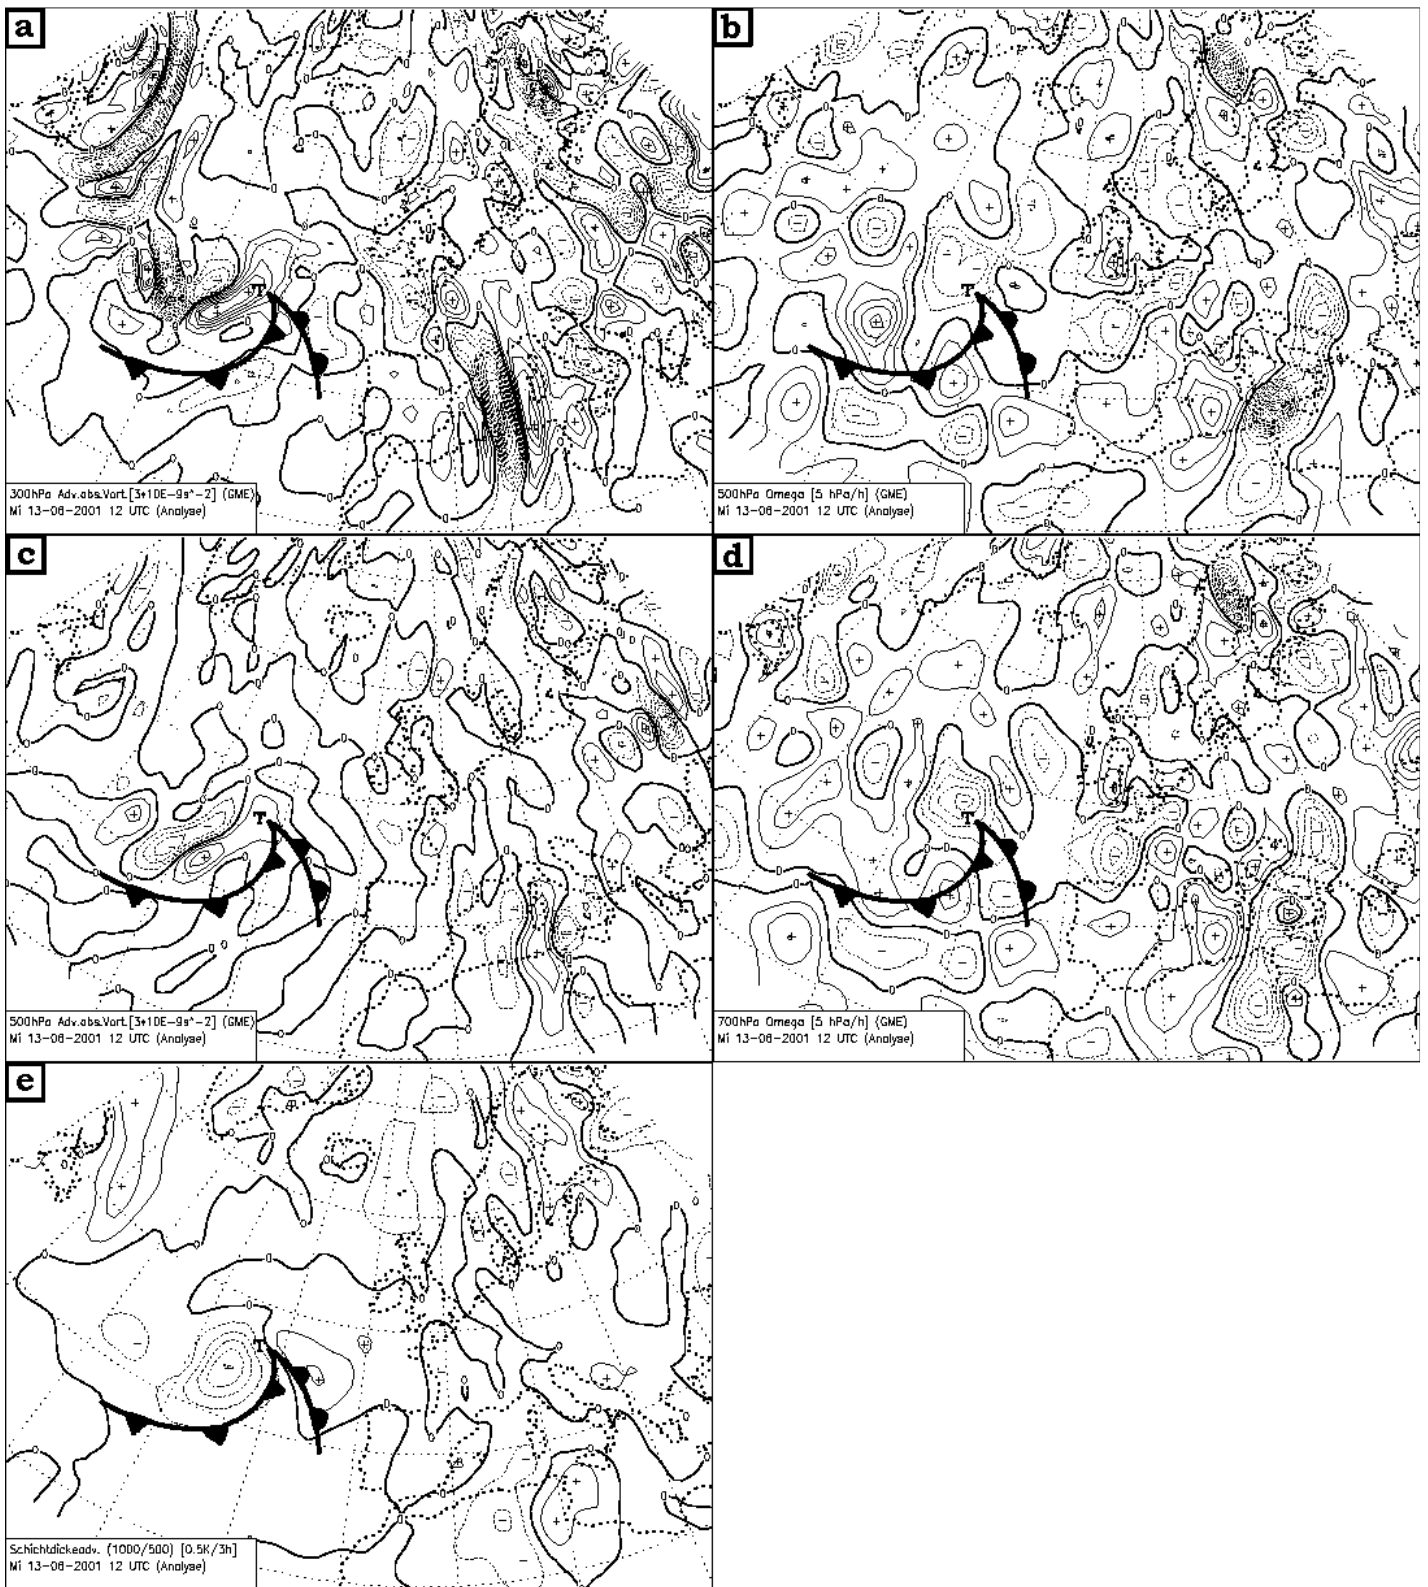 a
b
300hPa Adv.abs.Vort.[3*10E-9s^-2] (GME)
Mi 13-06-2001 12 UTC (Analyse)
500hPa Omega [5 hPa/h] (GME)
Mi 13-06-2001 12 UTC (Analyse)
T
T
c
d
500hPa Adv.abs.Vort.[3*10E-9s^-2] (GME)
Mi 13-06-2001 12 UTC (Analyse)
700hPa Omega [5 hPa/h] (GME)
Mi 13-06-2001 12 UTC (Analyse)
T
T
e
T
Schichtdickeadv. (1000/500) [0.5K/3h]
Mi 13-06-2001 12 UTC (Analyse)